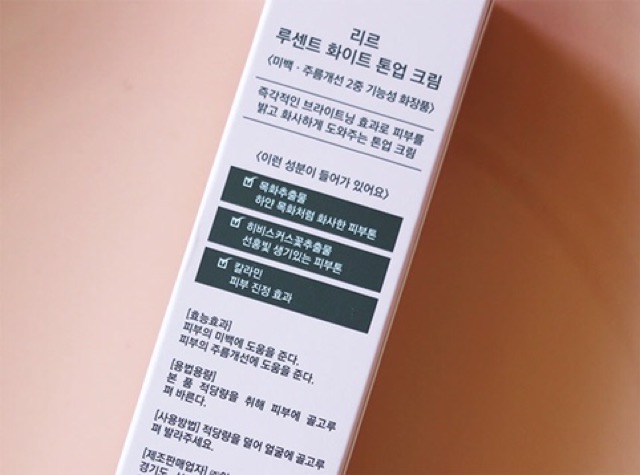 리르
루센트 화이트 톤업 크림
<미백 · 주름개선 2중 기능성 화장품>
즉각적인 브라이트닝 효과로 피부를
밝고 화사하게 도와주는 톤업 크림
<이런 성분이 들어가 있어요>
목화추출물
하얀 목화처럼 화사한 피부톤
히비스커스꽃추출물
선홍빛 생기있는 피부톤
칼라민
피부 진정 효과
[효능효과]
피부의 미백에 도움을 준다.
피부의 주름개선에 도움을 준다.
[용법용량]
본 품 적당량을 취해 피부에 골고루
펴 바른다.
[사용방법] 적당량을 덜어 얼굴에 골고루
펴 발라주세요.
[제조판매업자]
경기도